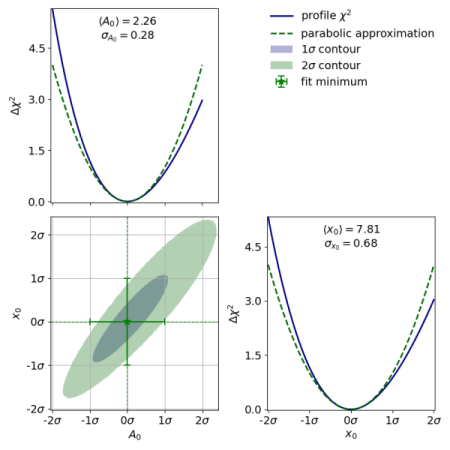 ⟨A₀⟩ = 2.26
σ_A₀ = 0.28
4.5
3.0
1.5
0.0
Δχ²
profile χ²
parabolic approximation
1σ contour
2σ contour
fit minimum
2σ
1σ
0σ
-1σ
-2σ
x₀
-2σ -1σ 0σ 1σ 2σ
A₀
⟨x₀⟩ = 7.81
σ_x₀ = 0.68
4.5
3.0
1.5
0.0
Δχ²
-2σ -1σ 0σ 1σ 2σ
x₀